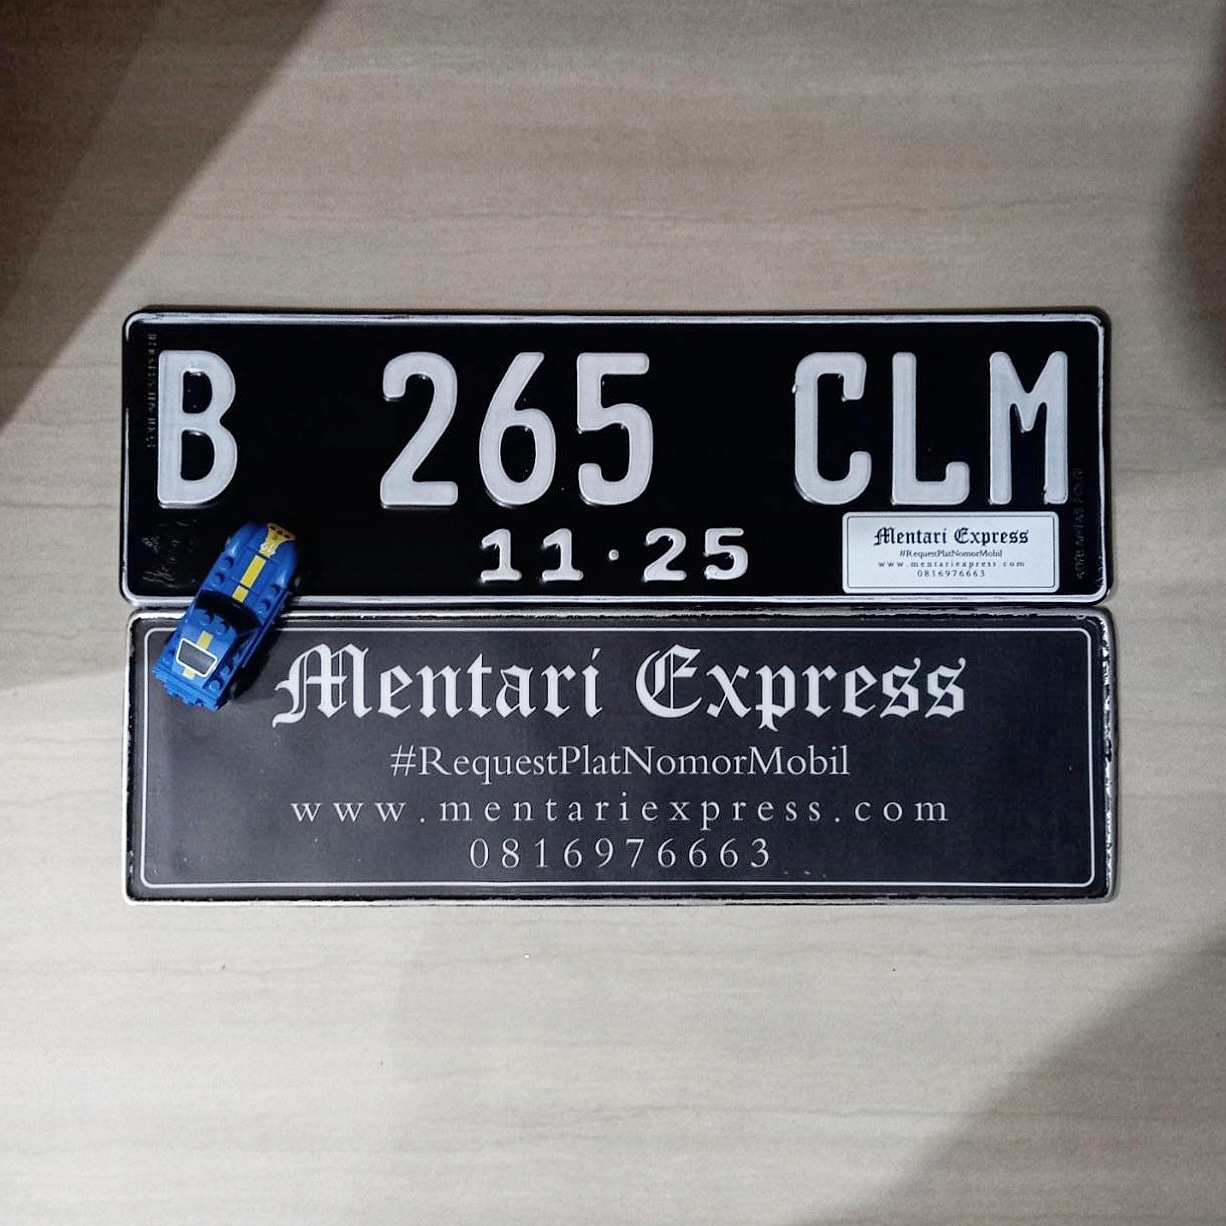 B 265 CLM
11·25
Mentari Express
#RequestPlatNomorMobil
www.mentariexpress.com
0816976663
Mentari Express
#RequestPlatNomorMobil
www.mentariexpress.com
0816976663